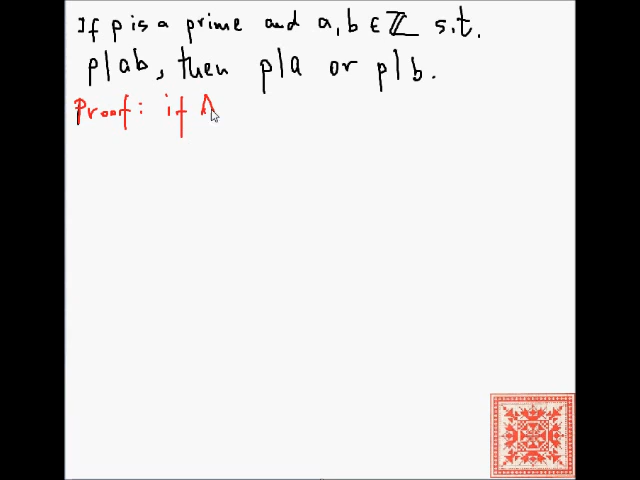 If p is a prime and a, b ∈ ℤ s.t.
p|ab, then p|a or p|b.
Proof: if